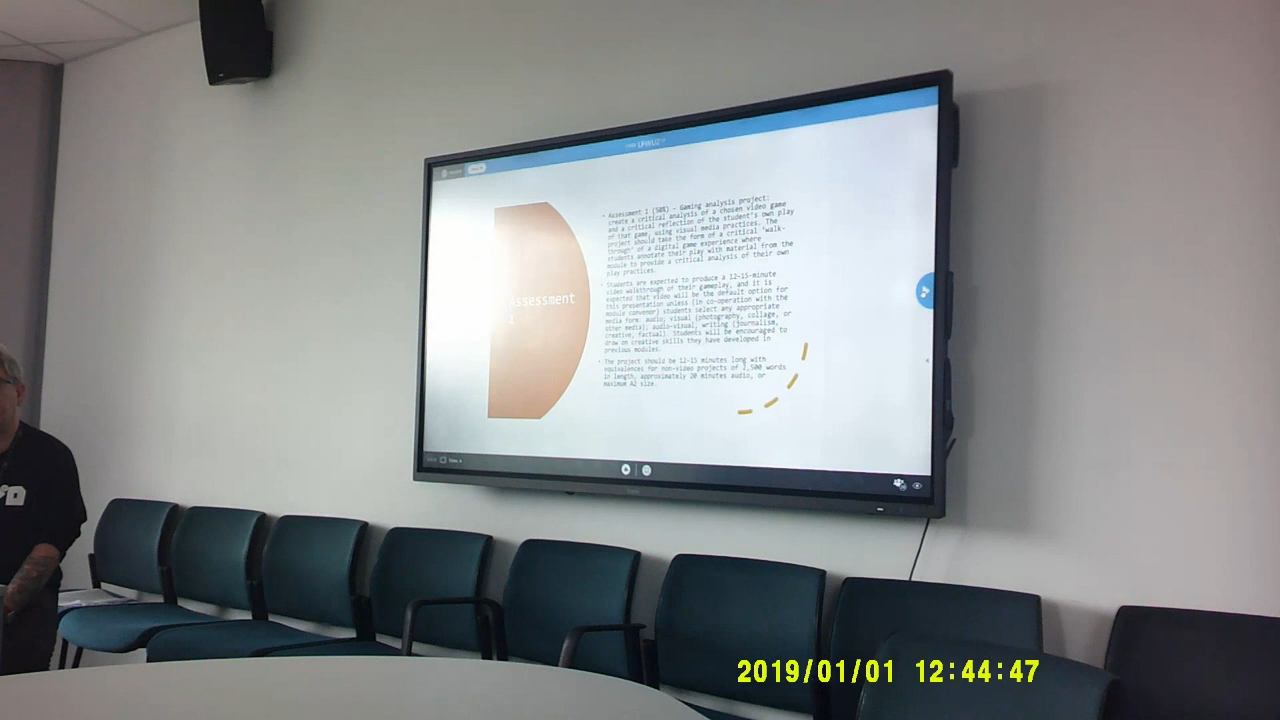 Assessment
1
• Assessment 1 (50%) – Gaming analysis project:
create a critical analysis of a chosen video game
and a critical reflection of the student's own play
of that game, using visual media practices. The
project should take the form of a critical 'walk-
through' of a digital game experience where
students annotate their play with material from the
module to provide a critical analysis of their own
play practices.
• Students are expected to produce a 12-15-minute
video walkthrough of their gameplay, and it is
expected that video will be the default option for
this presentation unless (in co-operation with the
module convenor) students select any appropriate
media form: audio; visual (photography, collage, or
other media); audio-visual, writing (journalism,
creative, factual). Students will be encouraged to
draw on creative skills they have developed in
previous modules.
• The project should be 12-15 minutes long with
equivalences for non-video projects of 2,500 words
in length, approximately 20 minutes audio, or
maximum A2 size.
2019/01/01 12:44:47